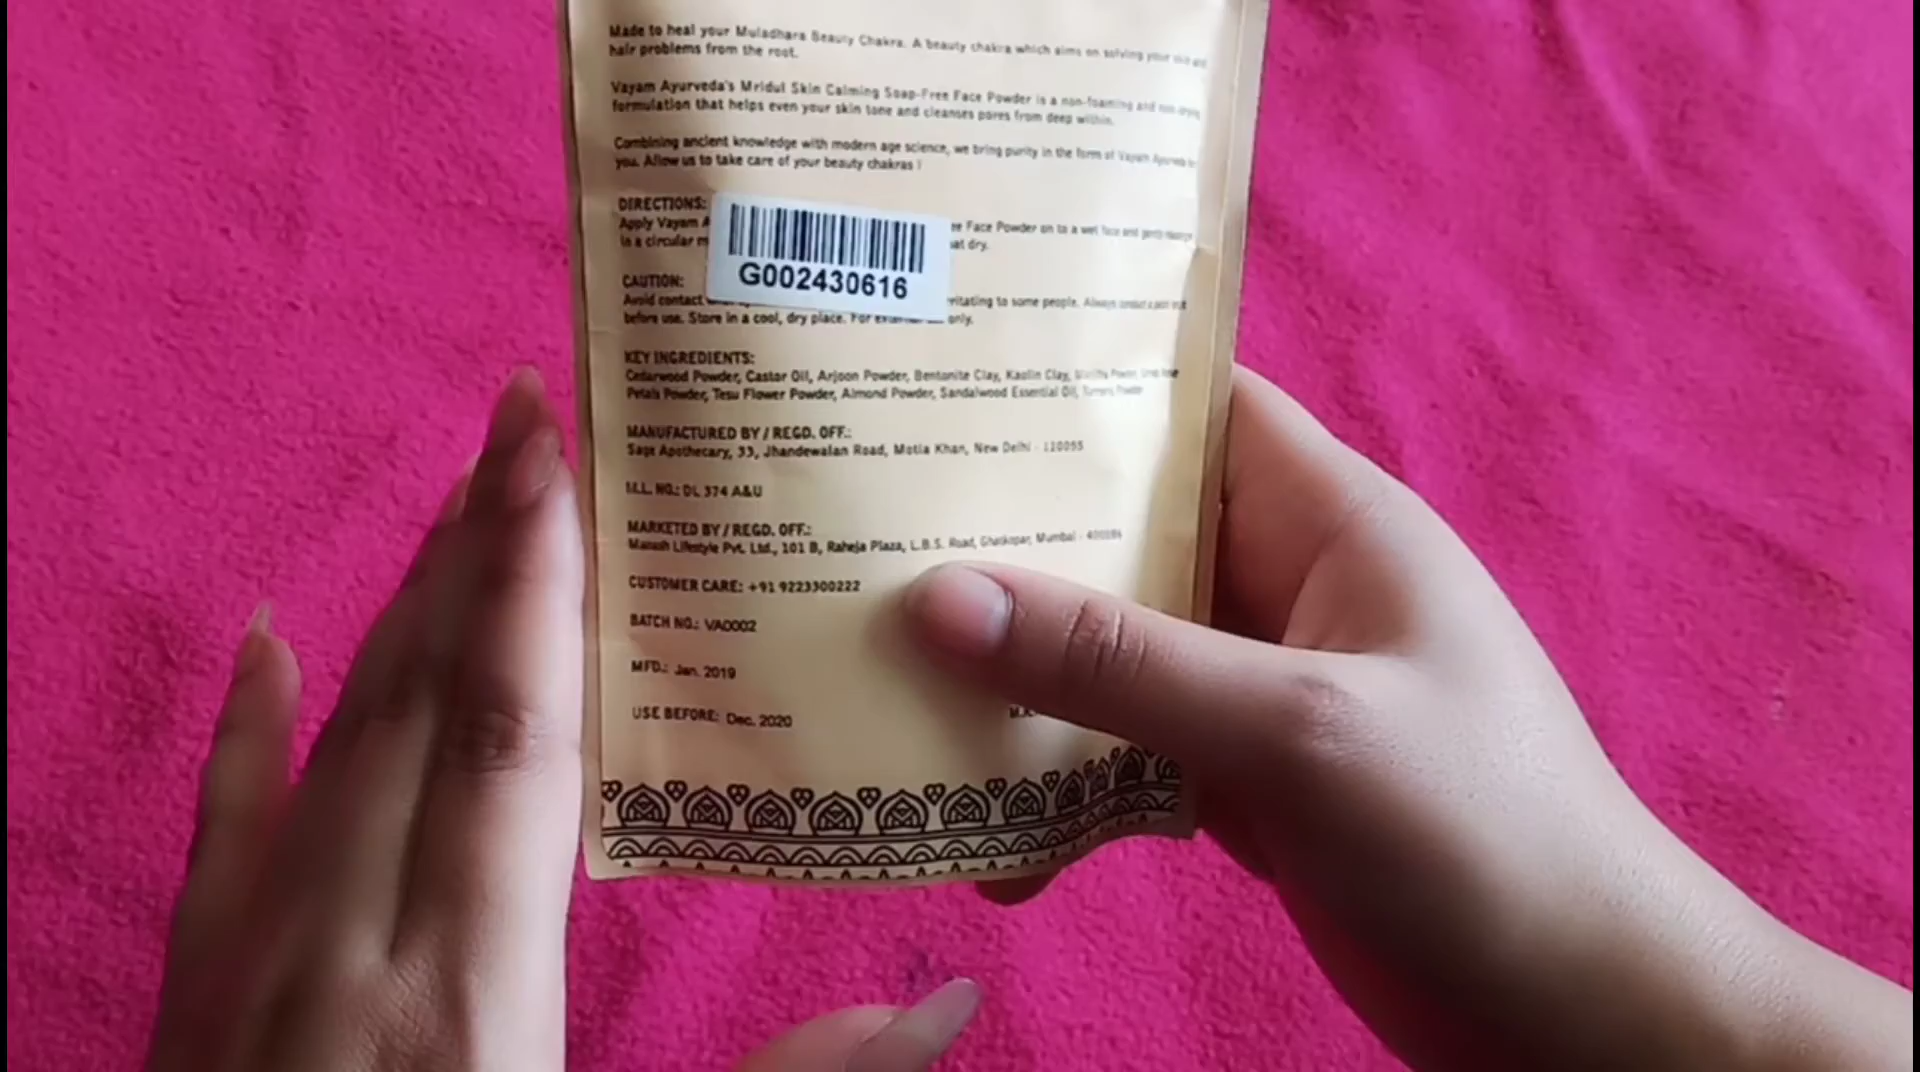 Made to heal your Muladhara Beauty Chakra. A beauty chakra which aims on solving your skin and
hair problems from the root.
Vayam Ayurveda's Mridul Skin Calming Soap-Free Face Powder is a non-foaming and non drying
formulation that helps even your skin tone and cleanses pores from deep within.
Combining ancient knowledge with modern age science, we bring purity in the form of Vayam Ayurveda to
you. Allow us to take care of your beauty chakras !
DIRECTIONS:
Apply Vayam Face Powder on to a wet face and gently massage
in a circular dry.
G002430616
CAUTION:
Avoid contact to some people. Always
before use. Store in a cool, dry place. For only.
KEY INGREDIENTS:
Cedarwood Powder, Castor Oil, Arjoon Powder, Bentonite Clay, Kaolin Clay,
Petals Powder, Tesu Flower Powder, Almond Powder, Sandalwood Essential Oil, Powder
MANUFACTURED BY / REGD. OFF.:
Sage Apothecary, 33, Jhandewalan Road, Motia Khan, New Delhi - 110055
M.L. NO.: DL 374 A&U
MARKETED BY / REGD. OFF.:
Manash Lifestyle Pvt. Ltd., 101 B, Raheja Plaza, L.B.S. Road, Ghatkopar, Mumbai -
CUSTOMER CARE: +91 9223300222
BATCH NO.: VA0002
MFD.: Jan. 2019
USE BEFORE: Dec. 2020